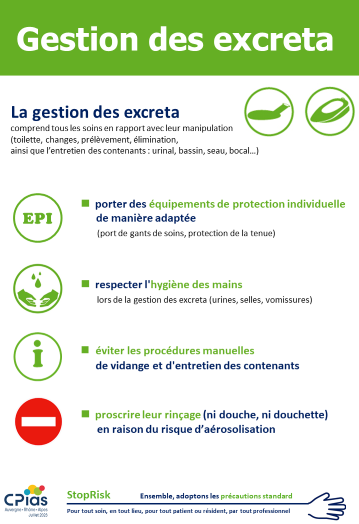 Gestion des excreta
La gestion des excreta
comprend tous les soins en rapport avec leur manipulation
(toilette, changes, prélèvement, élimination,
ainsi que l'entretien des contenants : urinal, bassin, seau, bocal...)
EPI
porter des équipements de protection individuelle
de manière adaptée
(port de gants de soins, protection de la tenue)
respecter l'hygiène des mains
lors de la gestion des excreta (urines, selles, vomissures)
éviter les procédures manuelles
de vidange et d'entretien des contenants
proscrire leur rinçage (ni douche, ni douchette)
en raison du risque d'aérosolisation
CPias
Auvergne - Rhône - Alpes
Juillet 2025
StopRisk
Ensemble, adoptons les précautions standard
Pour tout soin, en tout lieu, pour tout patient ou résident, par tout professionnel